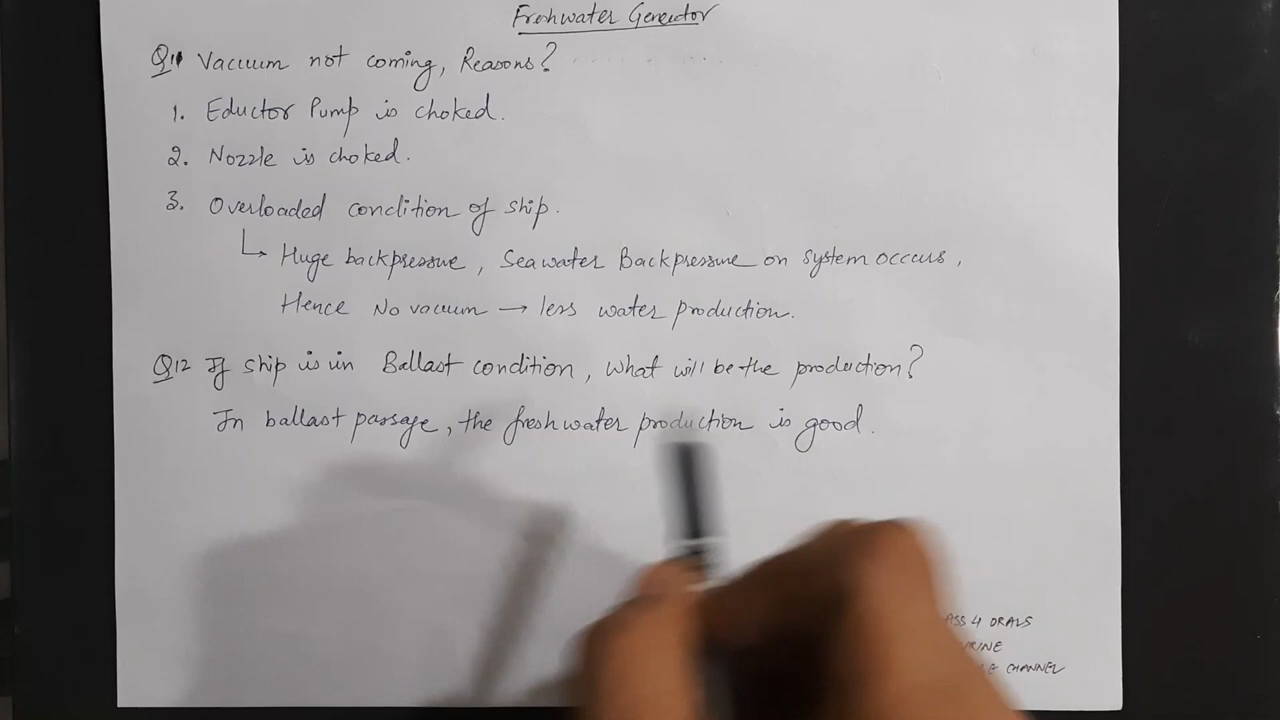 Freshwater Generator
Q11 Vacuum not coming, Reasons?
1. Eductor Pump is choked.
2. Nozzle is choked.
3. Overloaded condition of ship.
↳ Huge backpressure, Seawater Backpressure on system occurs,
Hence No vacuum → less water production.
Q12 If ship is in Ballast condition, what will be the production?
In ballast passage, the freshwater production is good.
ASS 4 ORALS
CHANNEL